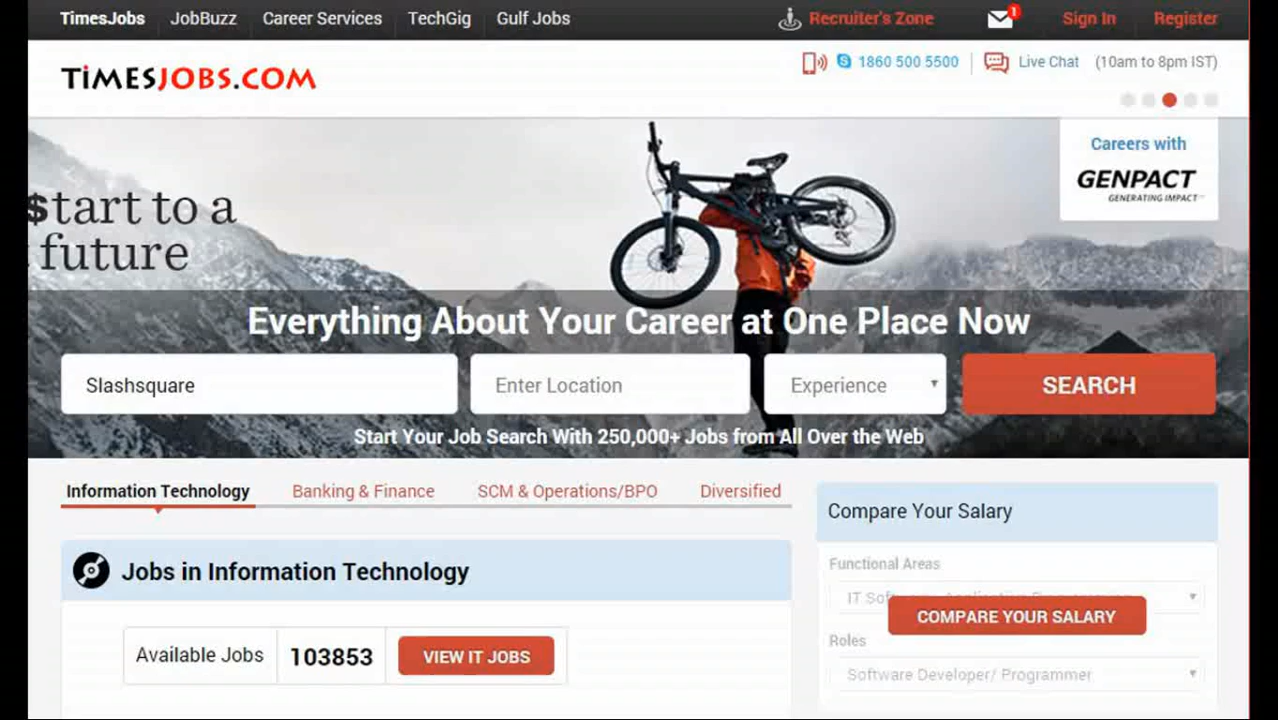 TimesJobs JobBuzz Career Services TechGig Gulf Jobs Recruiter's Zone 1 Sign In Register
TIMESJOBS.COM
1860 500 5500 Live Chat (10am to 8pm IST)
Careers with
GENPACT
GENERATING IMPACT
$tart to a
future
Everything About Your Career at One Place Now
Slashsquare Enter Location Experience SEARCH
Start Your Job Search With 250,000+ Jobs from All Over the Web
Information Technology Banking & Finance SCM & Operations/BPO Diversified
Compare Your Salary
Jobs in Information Technology
Functional Areas
COMPARE YOUR SALARY
Roles
Available Jobs 103853 VIEW IT JOBS
Software Developer/ Programmer